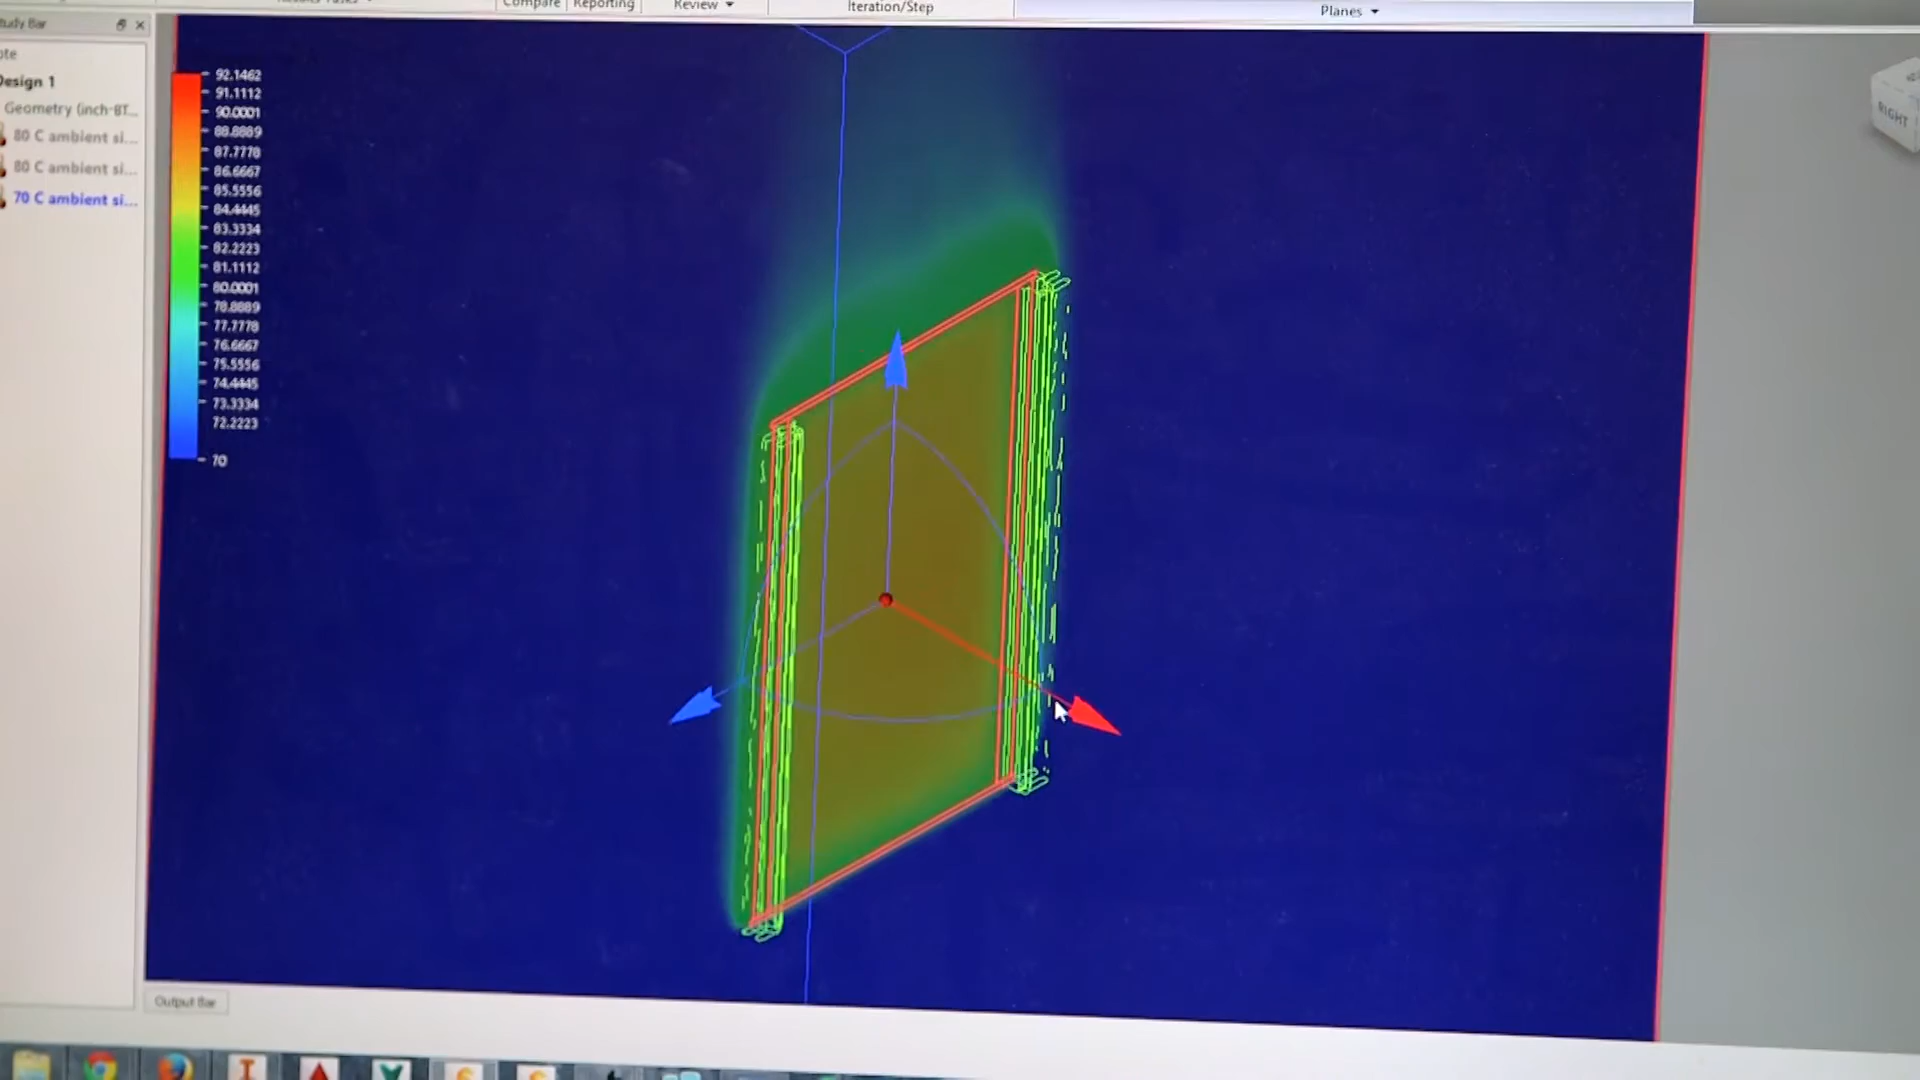 Compare
Reporting
Review
Iteration/Step
Planes
Study Bar
Design 1
Geometry (inch-BT...
80 C ambient si...
80 C ambient si...
70 C ambient si...
92.1462
91.1112
90.0001
88.8889
87.7778
86.6667
85.5556
84.4445
83.3334
82.2223
81.1112
80.0001
78.8889
77.7778
76.6667
75.5556
74.4445
73.3334
72.2223
70
RIGHT
Output Bar